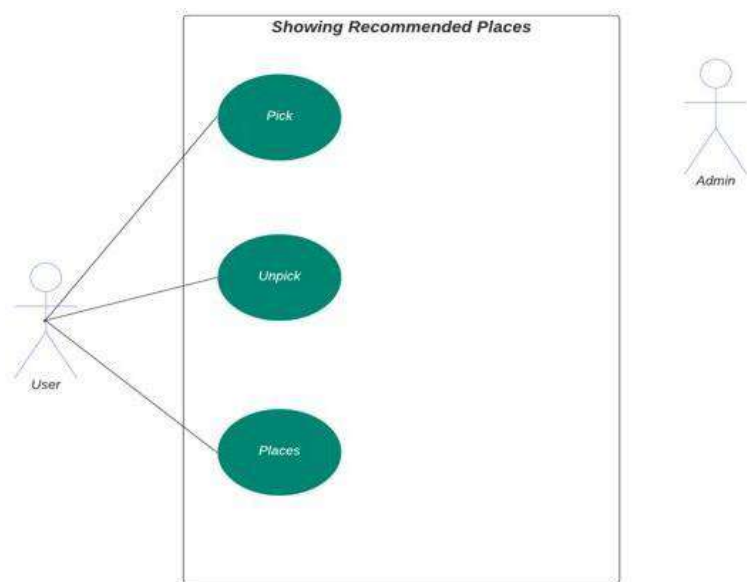 Showing Recommended Places
Pick
Admin
Unpick
User
Places